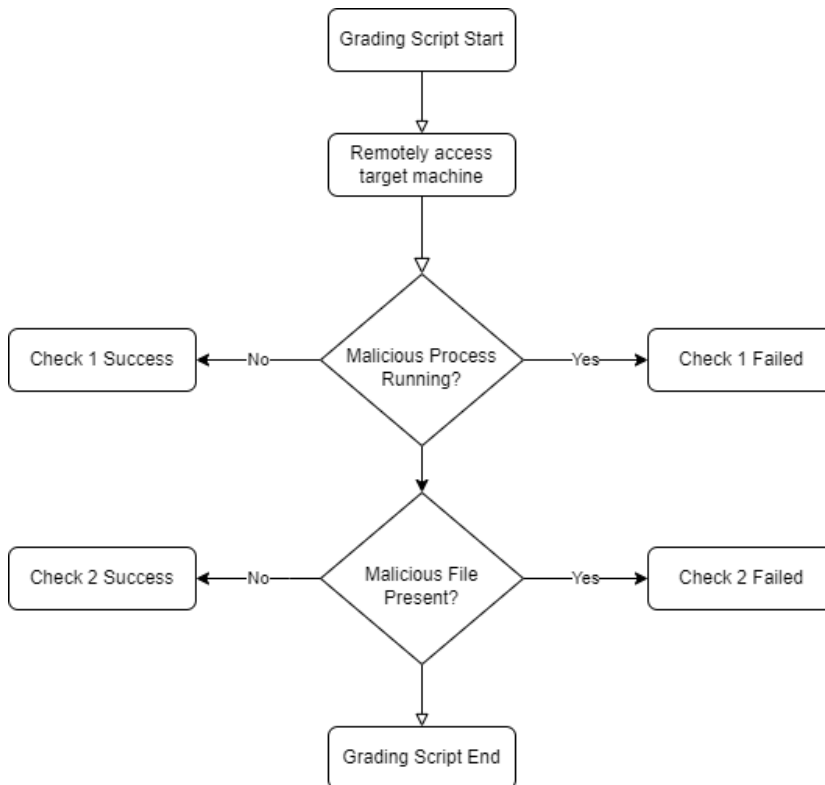 Grading Script Start
Remotely access
target machine
Check 1 Success
No
Malicious Process
Running?
Yes
Check 1 Failed
Check 2 Success
No
Malicious File
Present?
Yes
Check 2 Failed
Grading Script End